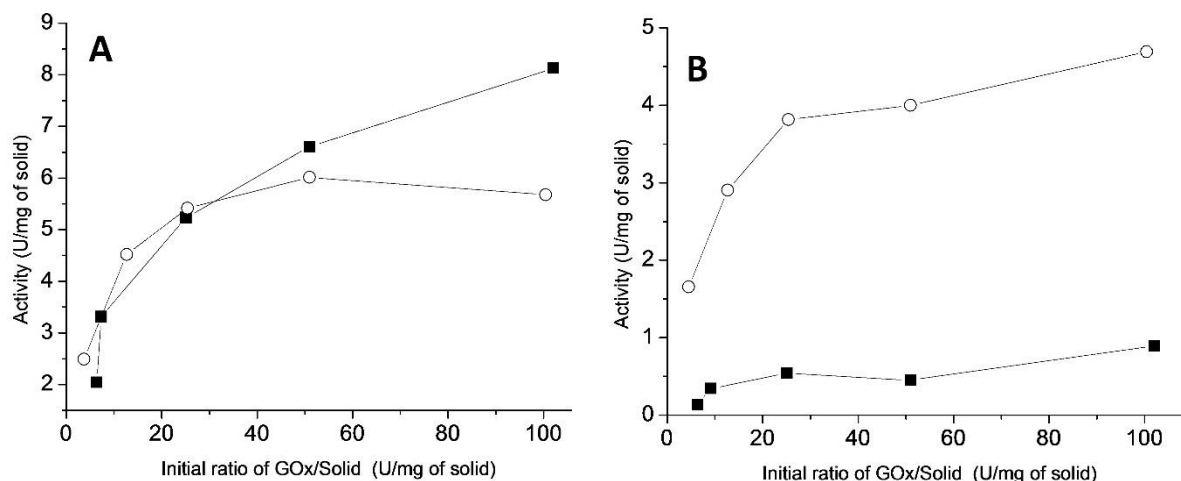 A
Activity (U/mg of solid)
9
8
7
6
5
4
3
2
0 20 40 60 80 100
Initial ratio of GOx/Solid (U/mg of solid)
B
Activity (U/mg of solid)
5
4
3
2
1
0
0 20 40 60 80 100
Initial ratio of GOx/Solid (U/mg of solid)